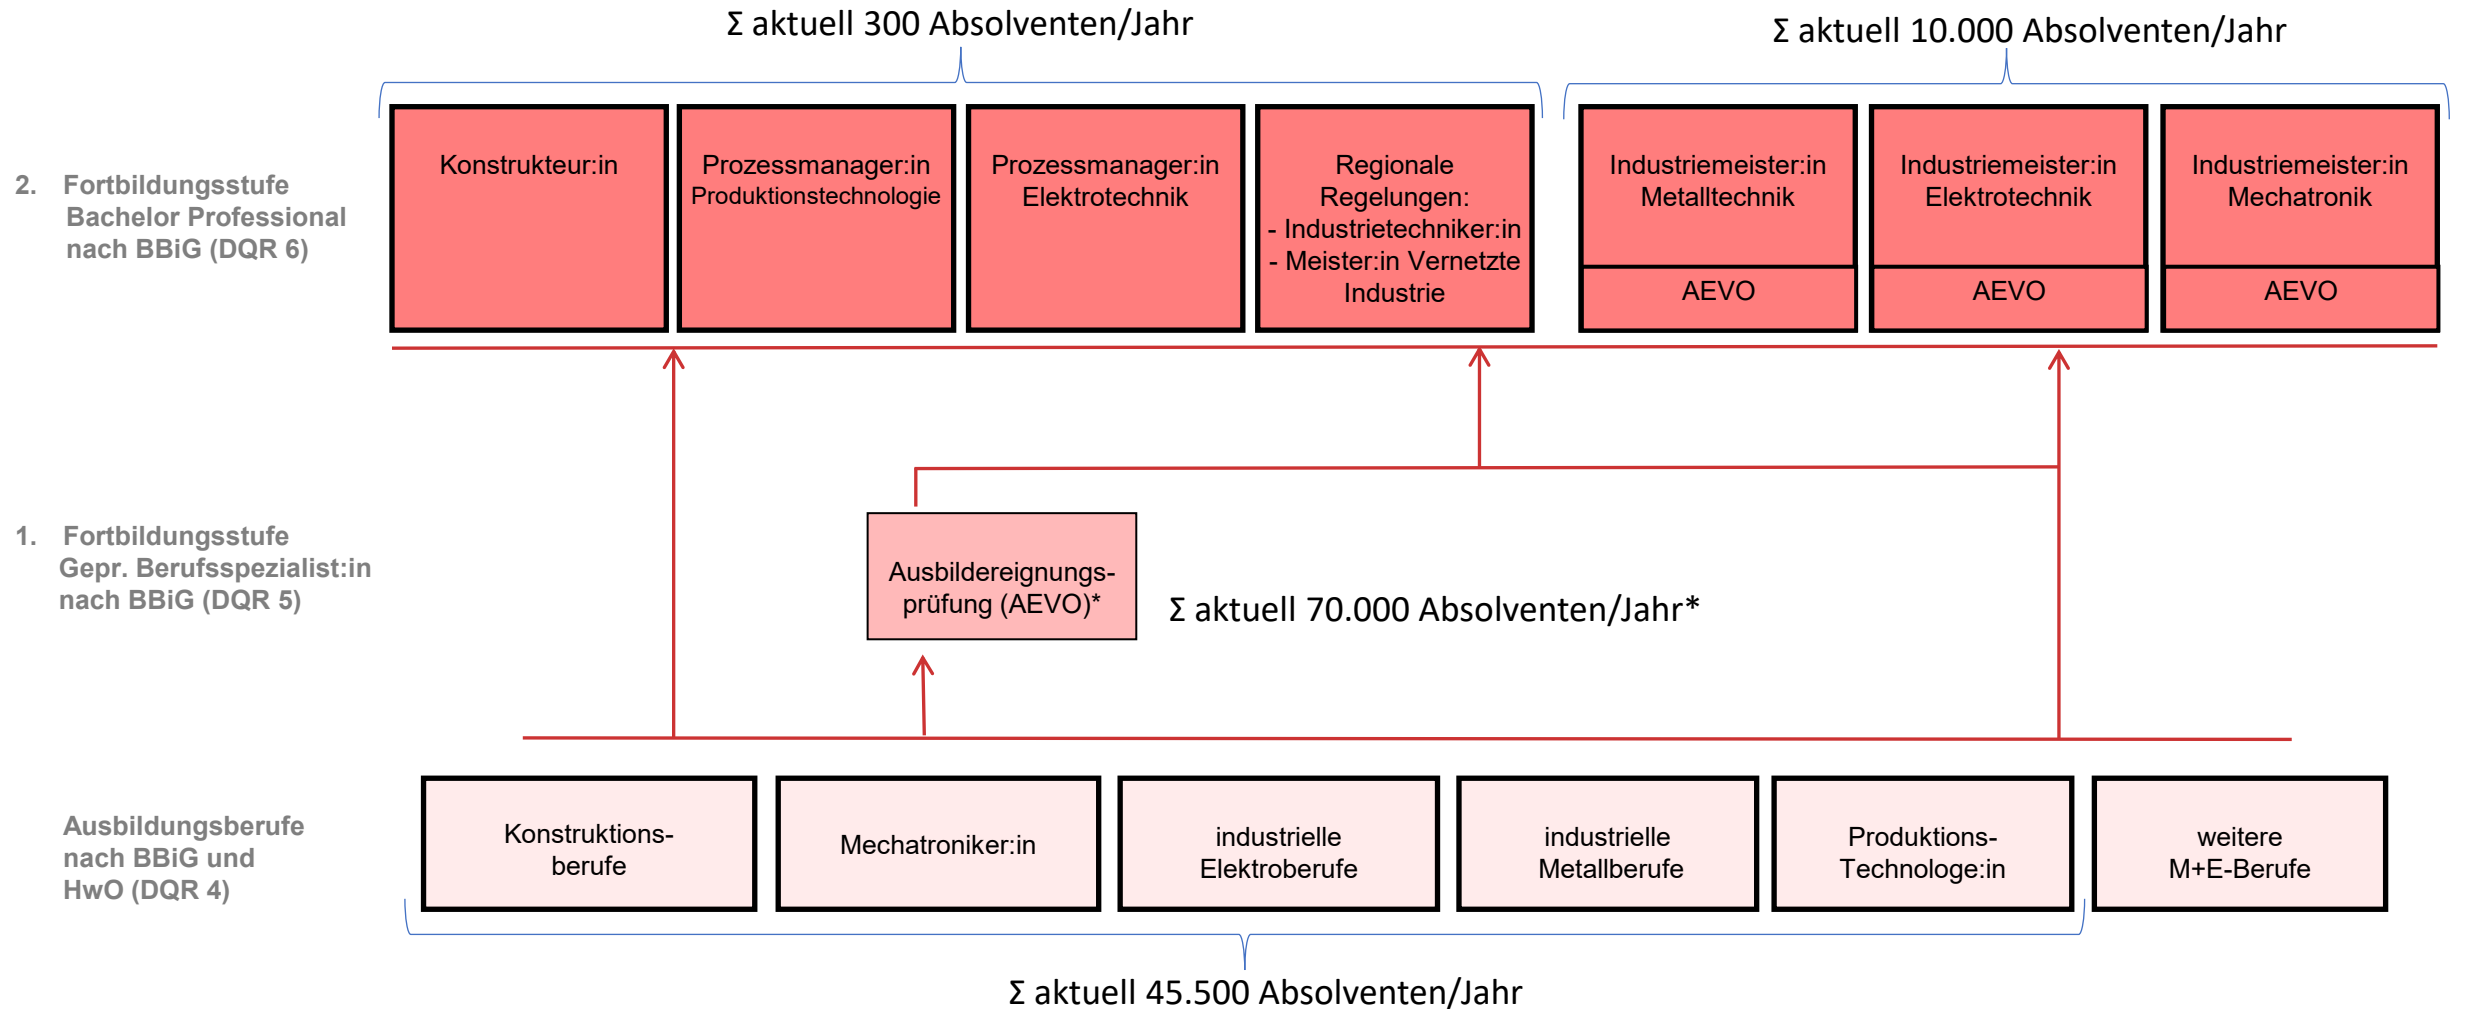 Σ aktuell 300 Absolventen/Jahr
Σ aktuell 10.000 Absolventen/Jahr
2. Fortbildungsstufe
Bachelor Professional
nach BBiG (DQR 6)
Konstrukteur:in
Prozessmanager:in
Produktionstechnologie
Prozessmanager:in
Elektrotechnik
Regionale
Regelungen:
- Industrietechniker:in
- Meister:in Vernetzte
Industrie
Industriemeister:in
Metalltechnik
AEVO
Industriemeister:in
Elektrotechnik
AEVO
Industriemeister:in
Mechatronik
AEVO
1. Fortbildungsstufe
Gepr. Berufsspezialist:in
nach BBiG (DQR 5)
Ausbildereignungs-
prüfung (AEVO)*
Σ aktuell 70.000 Absolventen/Jahr*
Ausbildungsberufe
nach BBiG und
HwO (DQR 4)
Konstruktions-
berufe
Mechatroniker:in
industrielle
Elektroberufe
industrielle
Metallberufe
Produktions-
Technologe:in
weitere
M+E-Berufe
Σ aktuell 45.500 Absolventen/Jahr